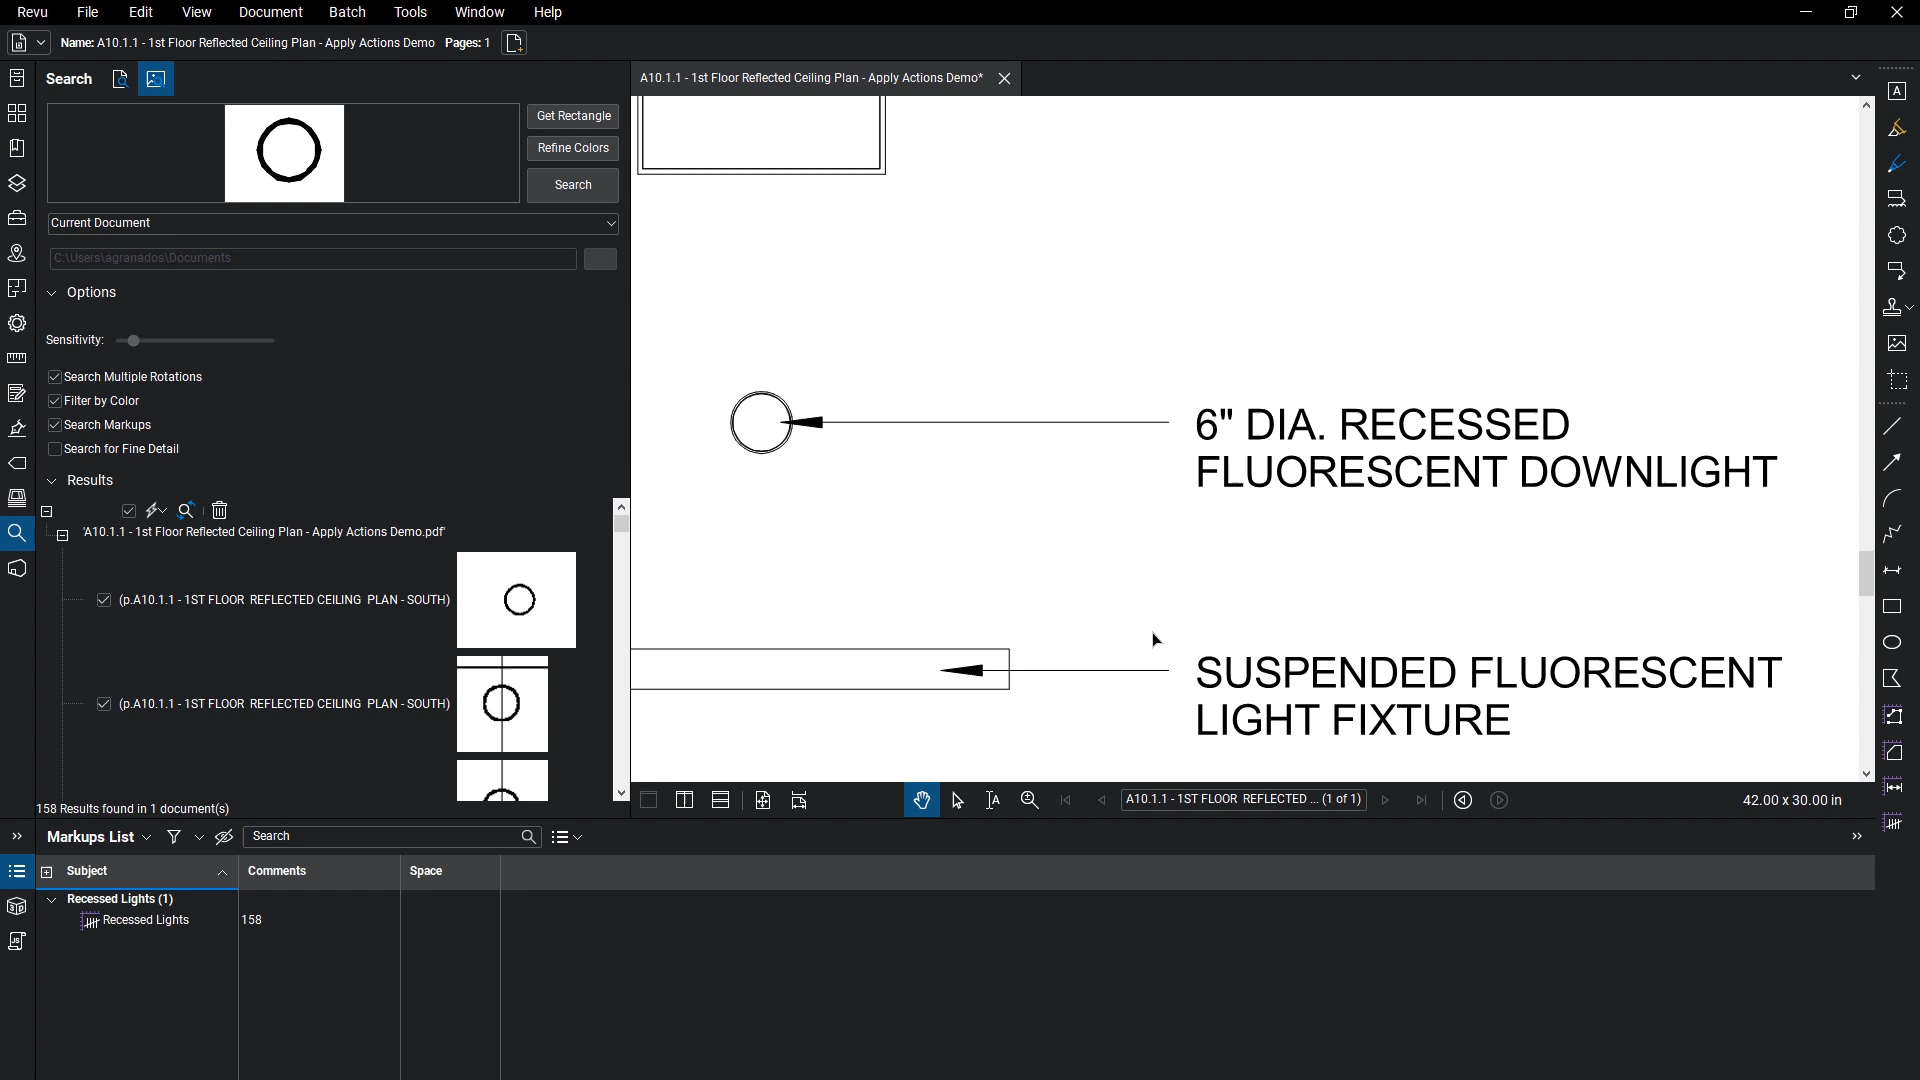 Revu File Edit View Document Batch Tools Window Help
Name: A10.1.1 - 1st Floor Reflected Ceiling Plan - Apply Actions Demo Pages: 1
Search
Get Rectangle
Refine Colors
Search
Current Document
C:\Users\agranados\Documents
Options
Sensitivity:
Search Multiple Rotations
Filter by Color
Search Markups
Search for Fine Detail
Results
'A10.1.1 - 1st Floor Reflected Ceiling Plan - Apply Actions Demo.pdf'
(p.A10.1.1 - 1ST FLOOR REFLECTED CEILING PLAN - SOUTH)
(p.A10.1.1 - 1ST FLOOR REFLECTED CEILING PLAN - SOUTH)
158 Results found in 1 document(s)
A10.1.1 - 1st Floor Reflected Ceiling Plan - Apply Actions Demo*
6" DIA. RECESSED
FLUORESCENT DOWNLIGHT
SUSPENDED FLUORESCENT
LIGHT FIXTURE
A10.1.1 - 1ST FLOOR REFLECTED ... (1 of 1)
42.00 x 30.00 in
Markups List
Search
Subject Comments Space
Recessed Lights (1)
Recessed Lights 158